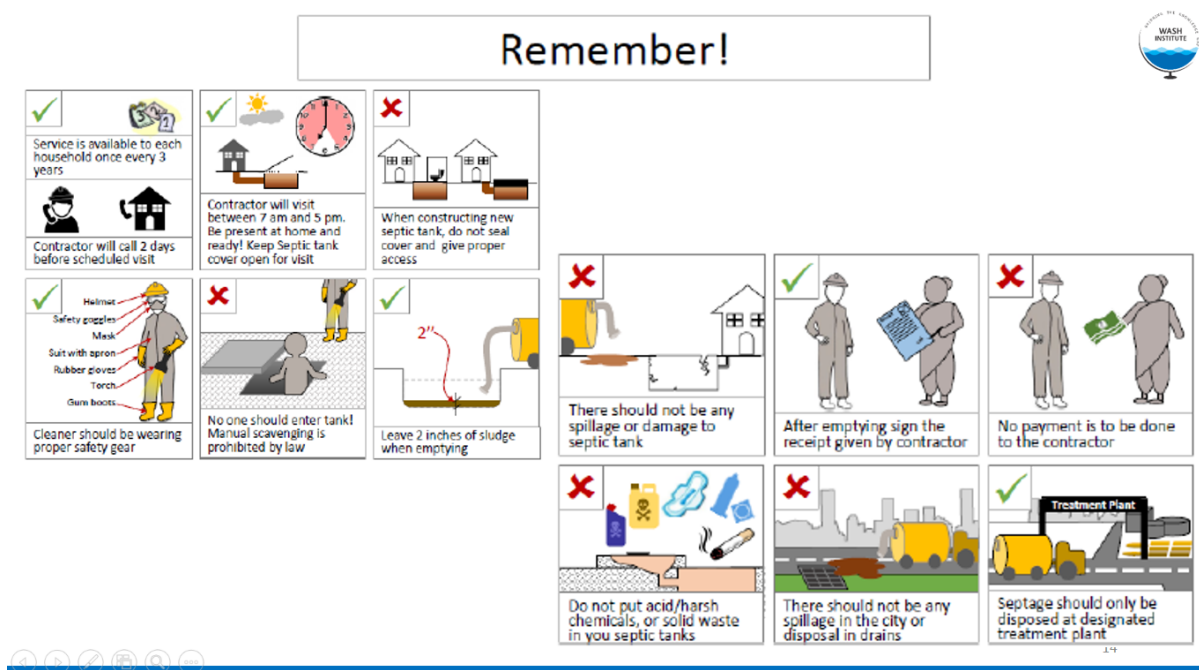 Remember!
WASH
INSTITUTE
3 2 1
Service is available to each
household once every 3
years
Contractor will call 2 days
before scheduled visit
Contractor will visit
between 7 am and 5 pm.
Be present at home and
ready! Keep Septic tank
cover open for visit
When constructing new
septic tank, do not seal
cover and give proper
access
Helmet
Safety goggles
Mask
Suit with apron
Rubber gloves
Torch
Gum boots
Cleaner should be wearing
proper safety gear
No one should enter tank!
Manual scavenging is
prohibited by law
2"
Leave 2 inches of sludge
when emptying
There should not be any
spillage or damage to
septic tank
After emptying sign the
receipt given by contractor
No payment is to be done
to the contractor
Do not put acid/harsh
chemicals, or solid waste
in you septic tanks
There should not be any
spillage in the city or
disposal in drains
Treatment Plant
Septage should only be
disposed at designated
treatment plant
14